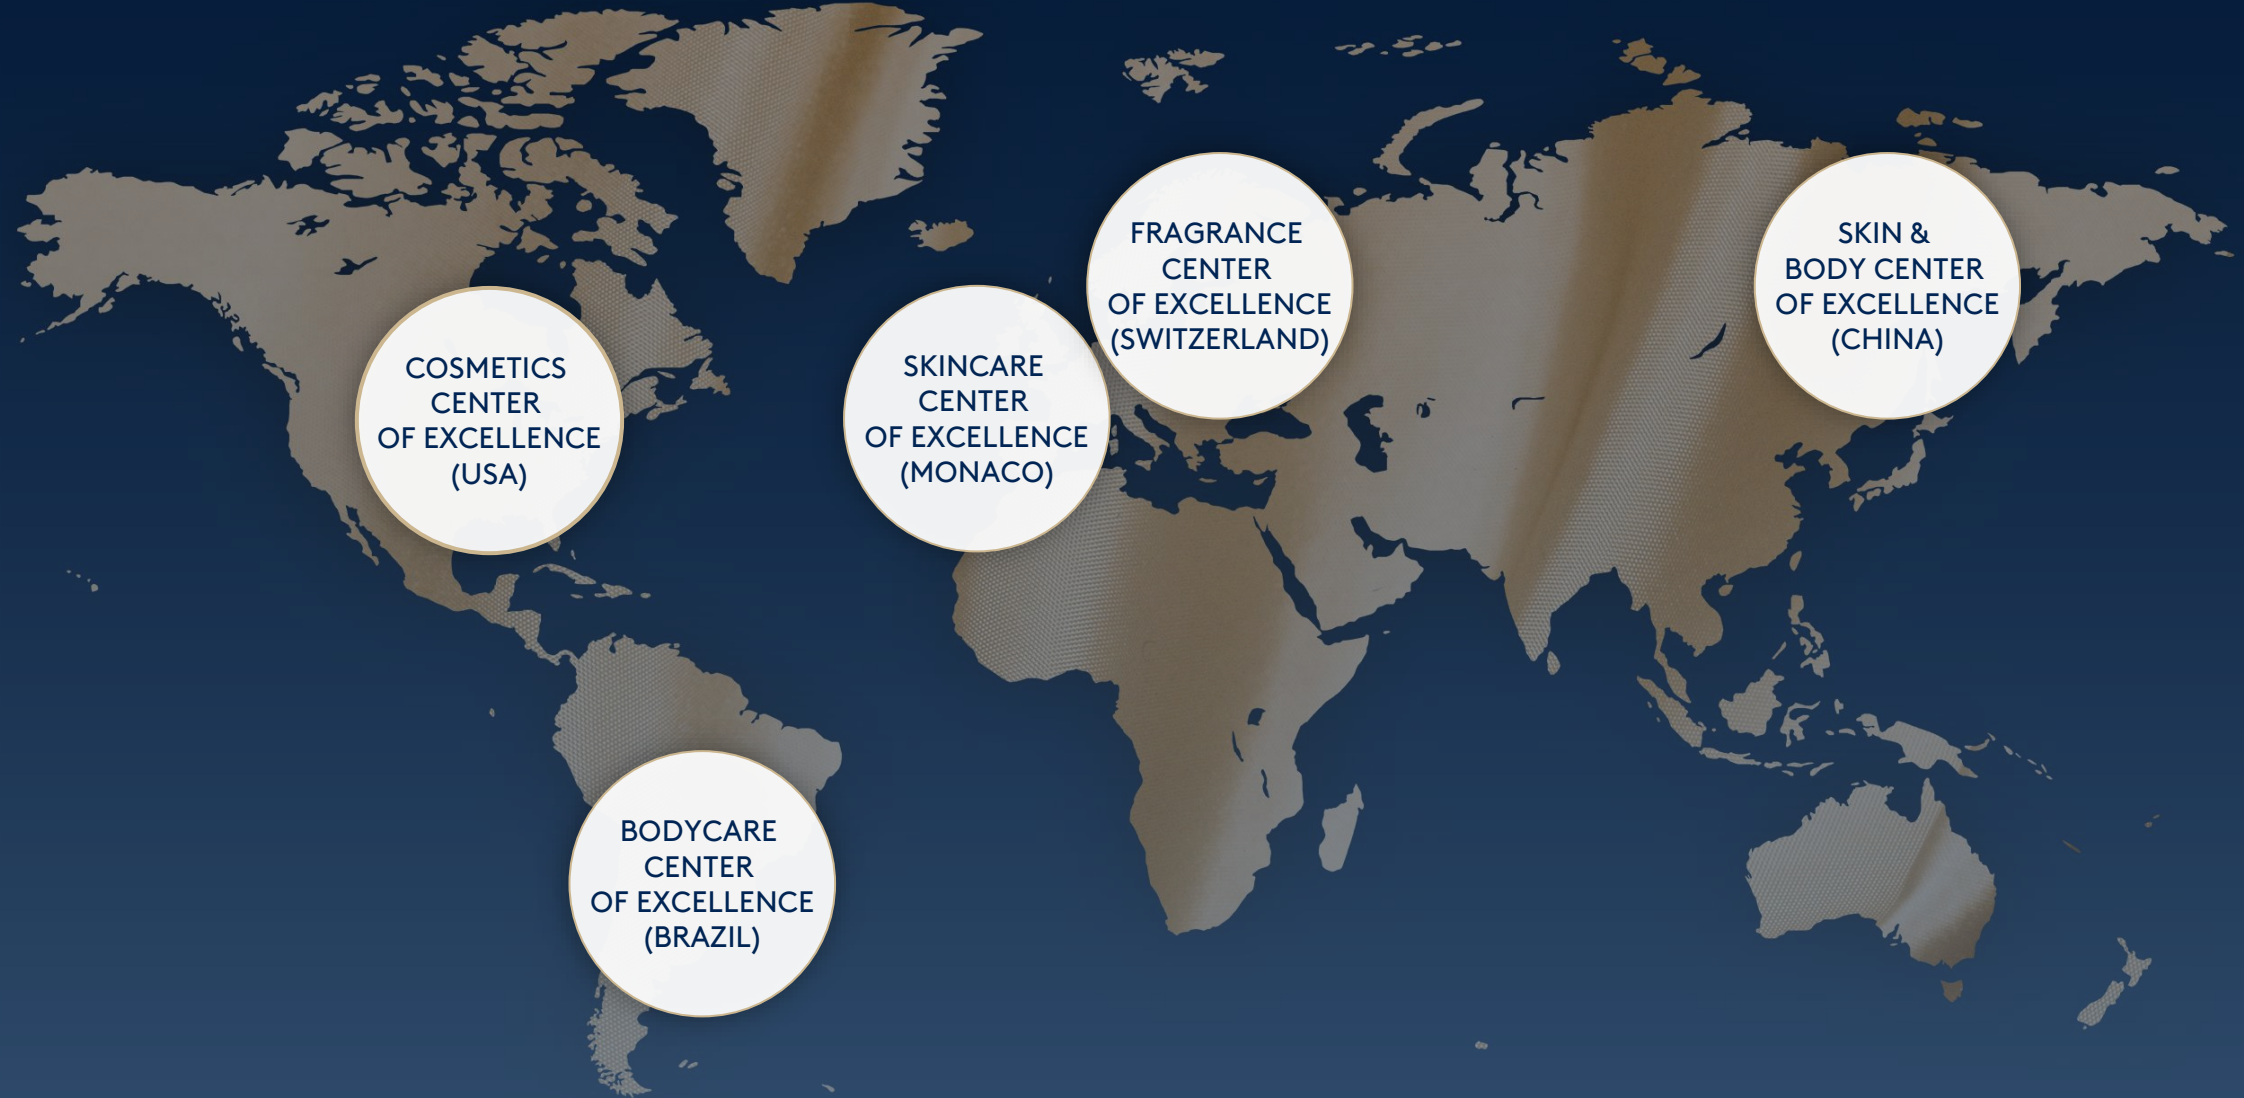 FRAGRANCE
CENTER
OF EXCELLENCE
(SWITZERLAND)
SKIN &
BODY CENTER
OF EXCELLENCE
(CHINA)
COSMETICS
CENTER
OF EXCELLENCE
(USA)
SKINCARE
CENTER
OF EXCELLENCE
(MONACO)
BODYCARE
CENTER
OF EXCELLENCE
(BRAZIL)